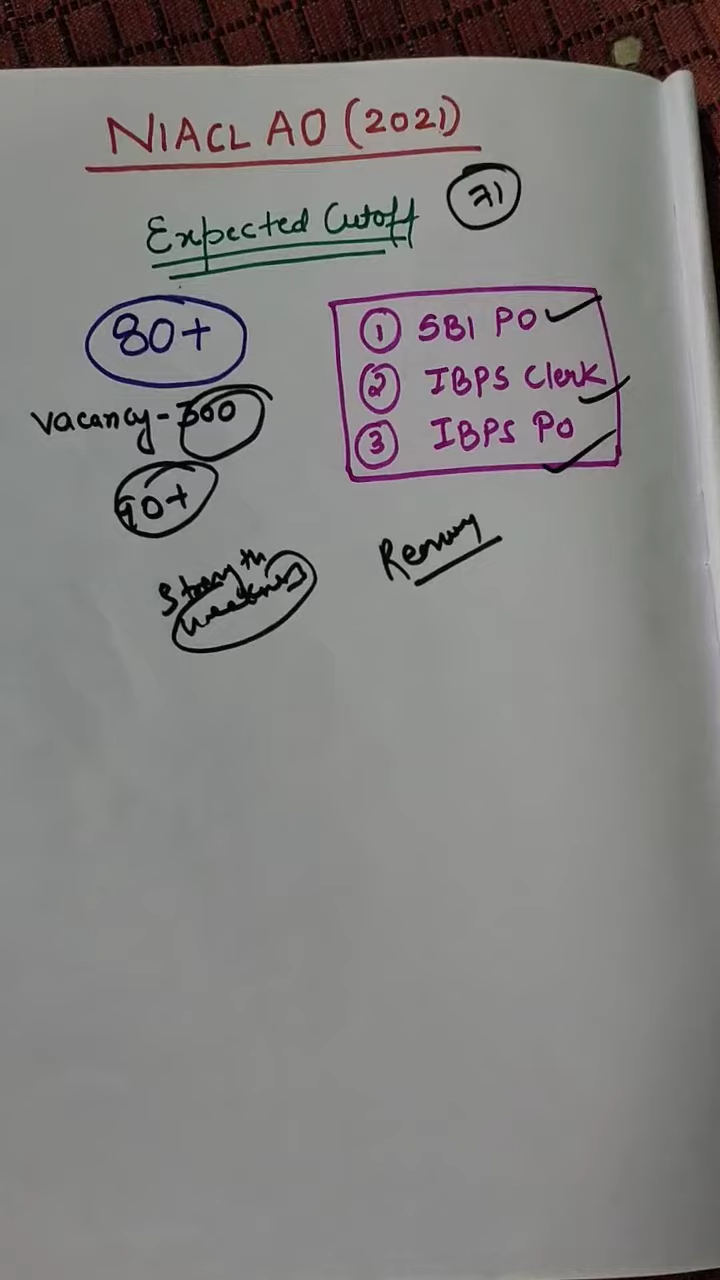 NIACL AO (2021)
Expected Cutoff
71
80+
Vacancy - 300
90+
Strength
weakness
① SBI PO
② IBPS Clerk
③ IBPS PO